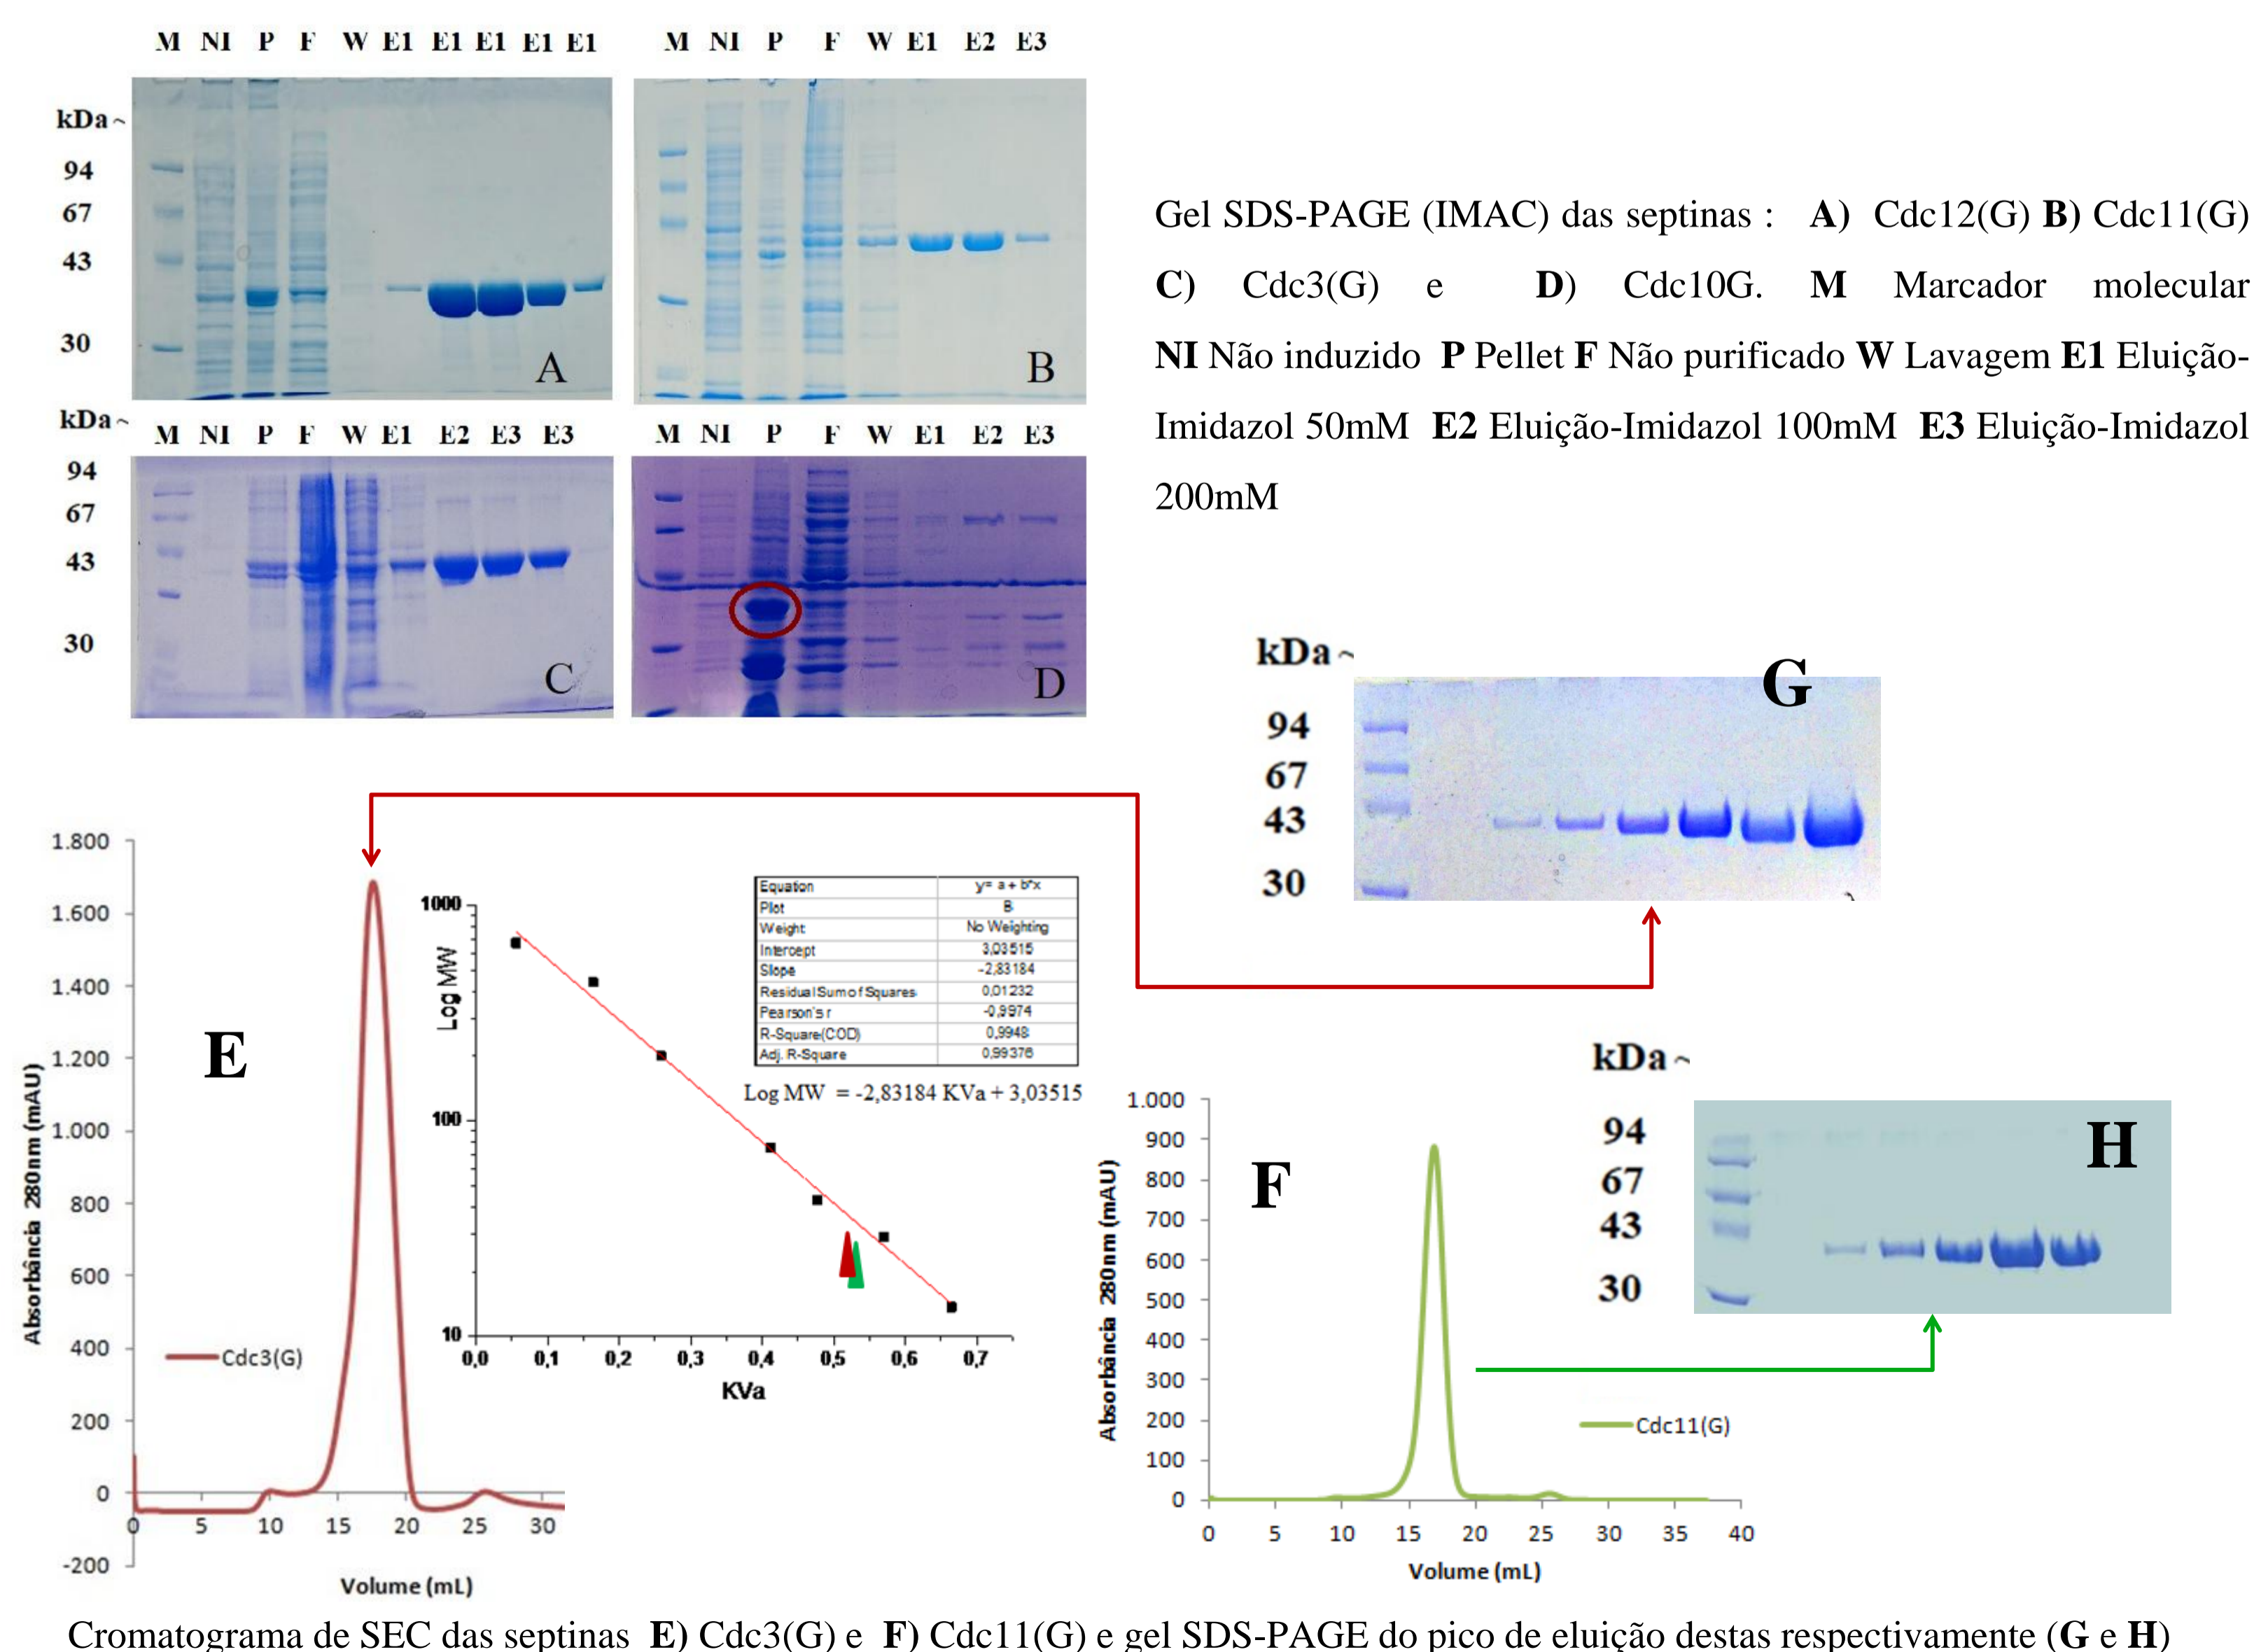 M NI P F W E1 E1 E1 E1 E1
M NI P F W E1 E2 E3
kDa ~
94
67
43
30
A
B
kDa ~
M NI P F W E1 E2 E3 E3
M NI P F W E1 E2 E3
94
67
43
30
C
D
Gel SDS-PAGE (IMAC) das septinas : A) Cdc12(G) B) Cdc11(G)
C) Cdc3(G) e D) Cdc10G. M Marcador molecular
NI Não induzido P Pellet F Não purificado W Lavagem E1 Eluição-
Imidazol 50mM E2 Eluição-Imidazol 100mM E3 Eluição-Imidazol
200mM
kDa ~
G
94
67
43
30
1.800
1.600
1.400
1.200
1.000
800
600
400
200
0
-200
Absorbância 280nm (mAU)
E
Cdc3(G)
0 5 10 15 20 25 30
Volume (mL)
1000
100
10
Log MW
0,0 0,1 0,2 0,3 0,4 0,5 0,6 0,7
KVa
Equation y= a + b*x
Plot B
Weight No Weighting
Intercept 3,03515
Slope -2,83184
Residual Sum of Squares 0,01232
Pearson's r -0,9974
R-Square(COD) 0,9948
Adj. R-Square 0,99376
Log MW = -2,83184 KVa + 3,03515
kDa ~
94
67
43
30
H
1.000
900
800
700
600
500
400
300
200
100
0
Absorbância 280nm (mAU)
F
Cdc11(G)
0 5 10 15 20 25 30 35 40
Volume (mL)
Cromatograma de SEC das septinas E) Cdc3(G) e F) Cdc11(G) e gel SDS-PAGE do pico de eluição destas respectivamente (G e H)